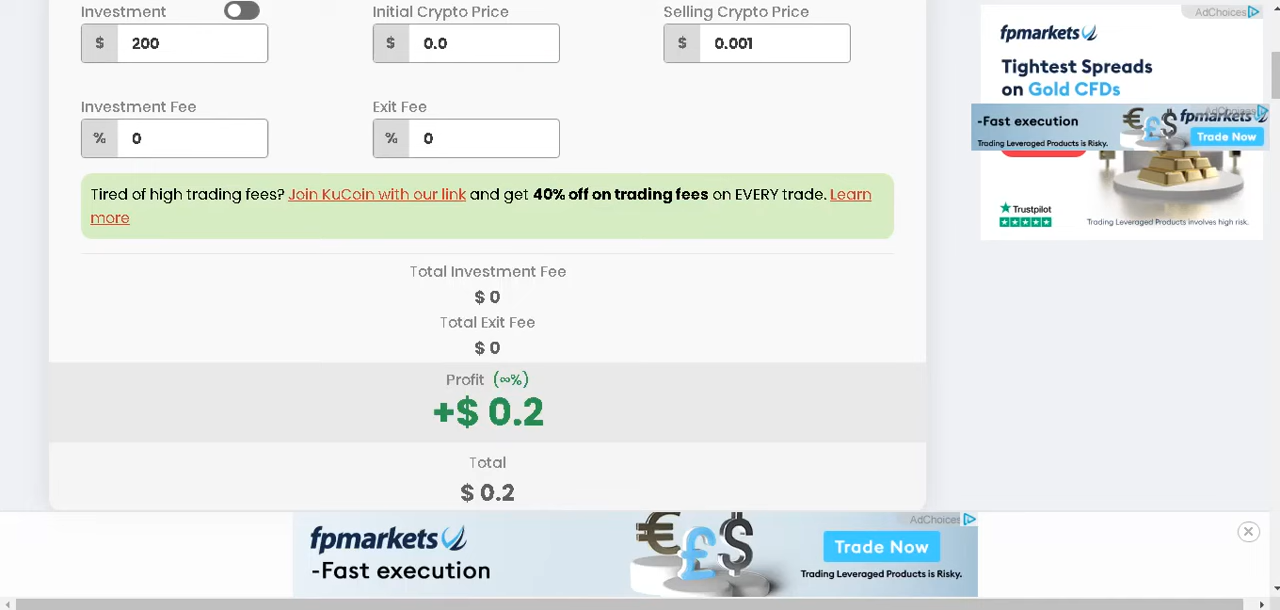 Investment
Initial Crypto Price
Selling Crypto Price
$ 200
$ 0.0
$ 0.001
Investment Fee
Exit Fee
% 0
% 0
Tired of high trading fees? Join KuCoin with our link and get 40% off on trading fees on EVERY trade. Learn
more
Total Investment Fee
$ 0
Total Exit Fee
$ 0
Profit (∞%)
+$ 0.2
Total
$ 0.2
AdChoices
fpmarkets
Tightest Spreads
on Gold CFDs
AdChoices
-Fast execution
fpmarkets
Trade Now
Trading Leveraged Products is Risky.
Trustpilot
Trading Leveraged Products involves high risk.
AdChoices
fpmarkets
-Fast execution
Trade Now
Trading Leveraged Products is Risky.